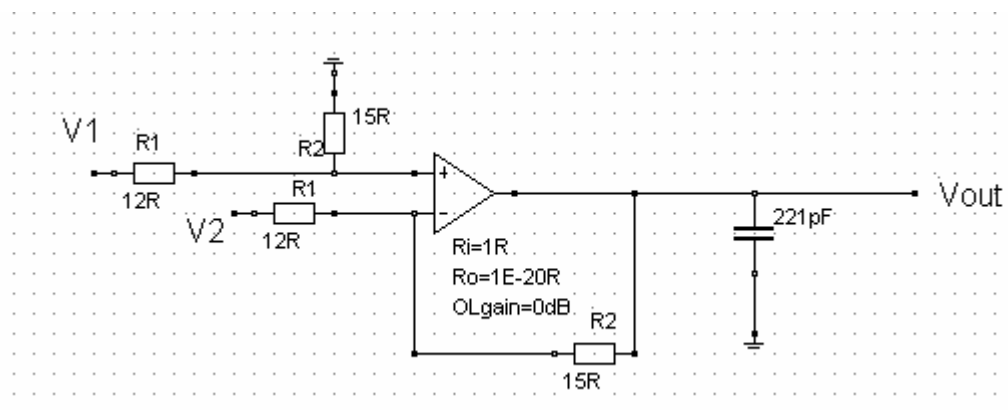 15R
V1
R1
R2
+
12R
R1
V2
-
12R
Vout
221pF
Ri=1R
Ro=1E-20R
OLgain=0dB
R2
15R